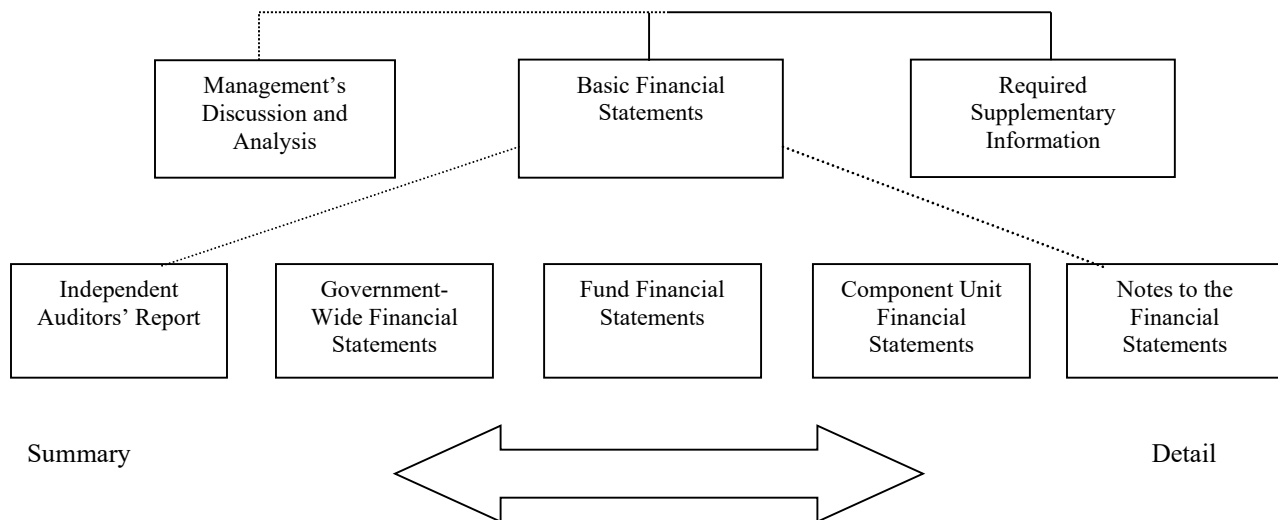 Management’s
Discussion and
Analysis
Basic Financial
Statements
Required
Supplementary
Information
Independent
Auditors’ Report
Government-
Wide Financial
Statements
Fund Financial
Statements
Component Unit
Financial
Statements
Notes to the
Financial
Statements
Summary
Detail